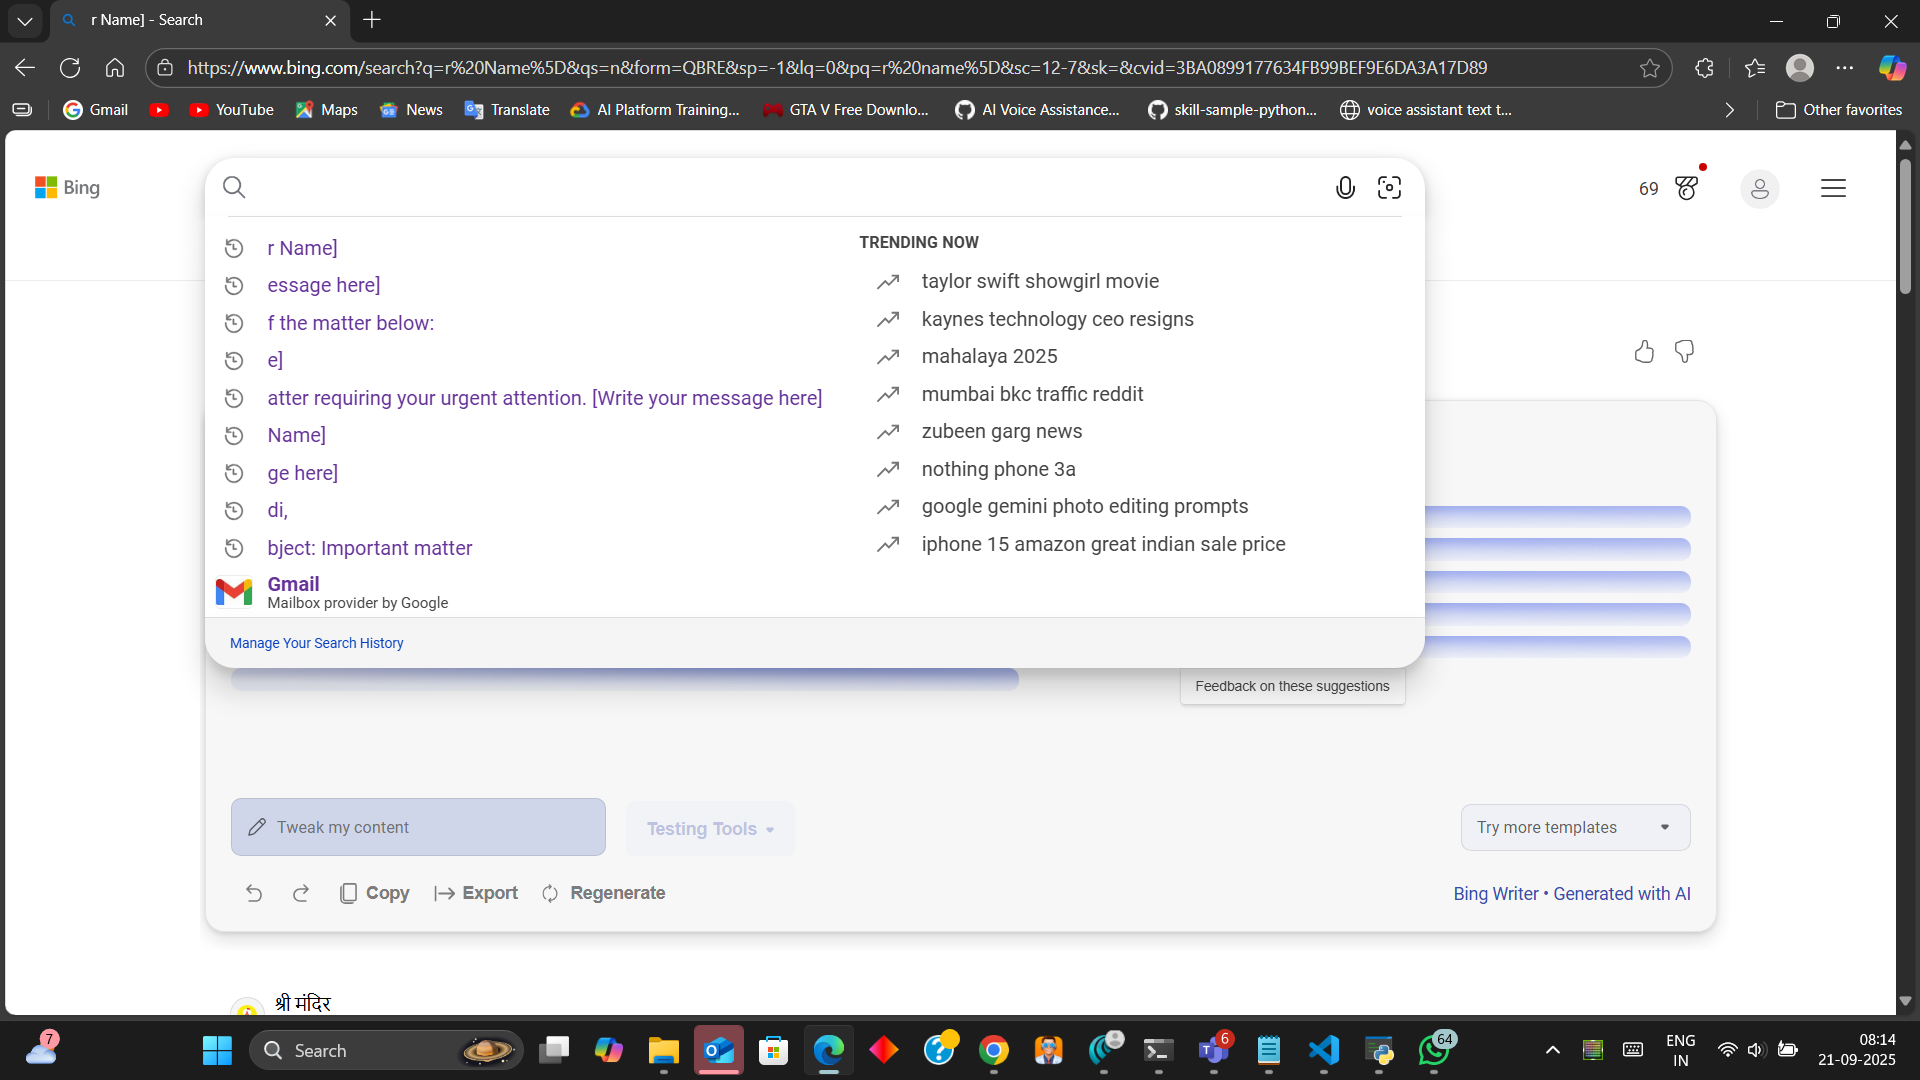 r Name] - Search
https://www.bing.com/search?q=r%20Name%5D&qs=n&form=QBRE&sp=-1&lq=0&pq=r%20name%5D&sc=12-7&sk=&cvid=3BA0899177634FB99BEF9E6DA3A17D89
Gmail YouTube Maps News Translate AI Platform Training... GTA V Free Downlo... AI Voice Assistance... skill-sample-python... voice assistant text t... Other favorites
Bing
69
r Name]
essage here]
f the matter below:
e]
atter requiring your urgent attention. [Write your message here]
Name]
ge here]
di,
bject: Important matter
Gmail
Mailbox provider by Google
Manage Your Search History
TRENDING NOW
taylor swift showgirl movie
kaynes technology ceo resigns
mahalaya 2025
mumbai bkc traffic reddit
zubeen garg news
nothing phone 3a
google gemini photo editing prompts
iphone 15 amazon great indian sale price
Feedback on these suggestions
Tweak my content
Testing Tools
Try more templates
Copy Export Regenerate
Bing Writer • Generated with AI
श्री मंदिर
7
Search
6
64
ENG
IN
08:14
21-09-2025